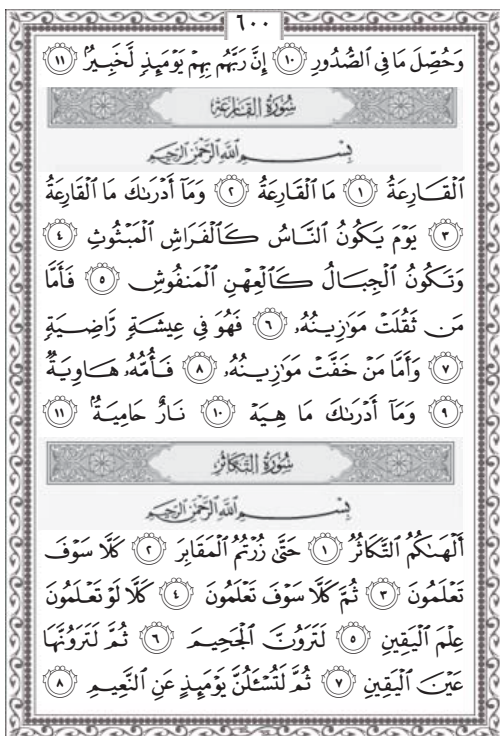 ٦٠٠
وَحُصِّلَ مَا فِي ٱلصُّدُورِ ١٠ إِنَّ رَبَّهُم بِهِمْ يَوْمَئِذٍ لَّخَبِيرٌۢ ١١
سُورَةُ القَارِعَةِ
بِسْمِ ٱللَّهِ ٱلرَّحْمَٰنِ ٱلرَّحِيمِ
ٱلْقَارِعَةُ ١ مَا ٱلْقَارِعَةُ ٢ وَمَآ أَدْرَىٰكَ مَا ٱلْقَارِعَةُ
٣ يَوْمَ يَكُونُ ٱلنَّاسُ كَٱلْفَرَاشِ ٱلْمَبْثُوثِ ٤
وَتَكُونُ ٱلْجِبَالُ كَٱلْعِهْنِ ٱلْمَنفُوشِ ٥ فَأَمَّا
مَن ثَقُلَتْ مَوَٰزِينُهُۥ ٦ فَهُوَ فِي عِيشَةٍ رَّاضِيَةٍ
٧ وَأَمَّا مَنْ خَفَّتْ مَوَٰزِينُهُۥ ٨ فَأُمُّهُۥ هَاوِيَةٌ
٩ وَمَآ أَدْرَىٰكَ مَا هِيَهْ ١٠ نَارٌ حَامِيَةٌۢ ١١
سُورَةُ التَّكَاثُرِ
بِسْمِ ٱللَّهِ ٱلرَّحْمَٰنِ ٱلرَّحِيمِ
أَلْهَىٰكُمُ ٱلتَّكَاثُرُ ١ حَتَّىٰ زُرْتُمُ ٱلْمَقَابِرَ ٢ كَلَّا سَوْفَ
تَعْلَمُونَ ٣ ثُمَّ كَلَّا سَوْفَ تَعْلَمُونَ ٤ كَلَّا لَوْ تَعْلَمُونَ
عِلْمَ ٱلْيَقِينِ ٥ لَتَرَوُنَّ ٱلْجَحِيمَ ٦ ثُمَّ لَتَرَوُنَّهَا
عَيْنَ ٱلْيَقِينِ ٧ ثُمَّ لَتُسْـَٔلُنَّ يَوْمَئِذٍ عَنِ ٱلنَّعِيمِ ٨